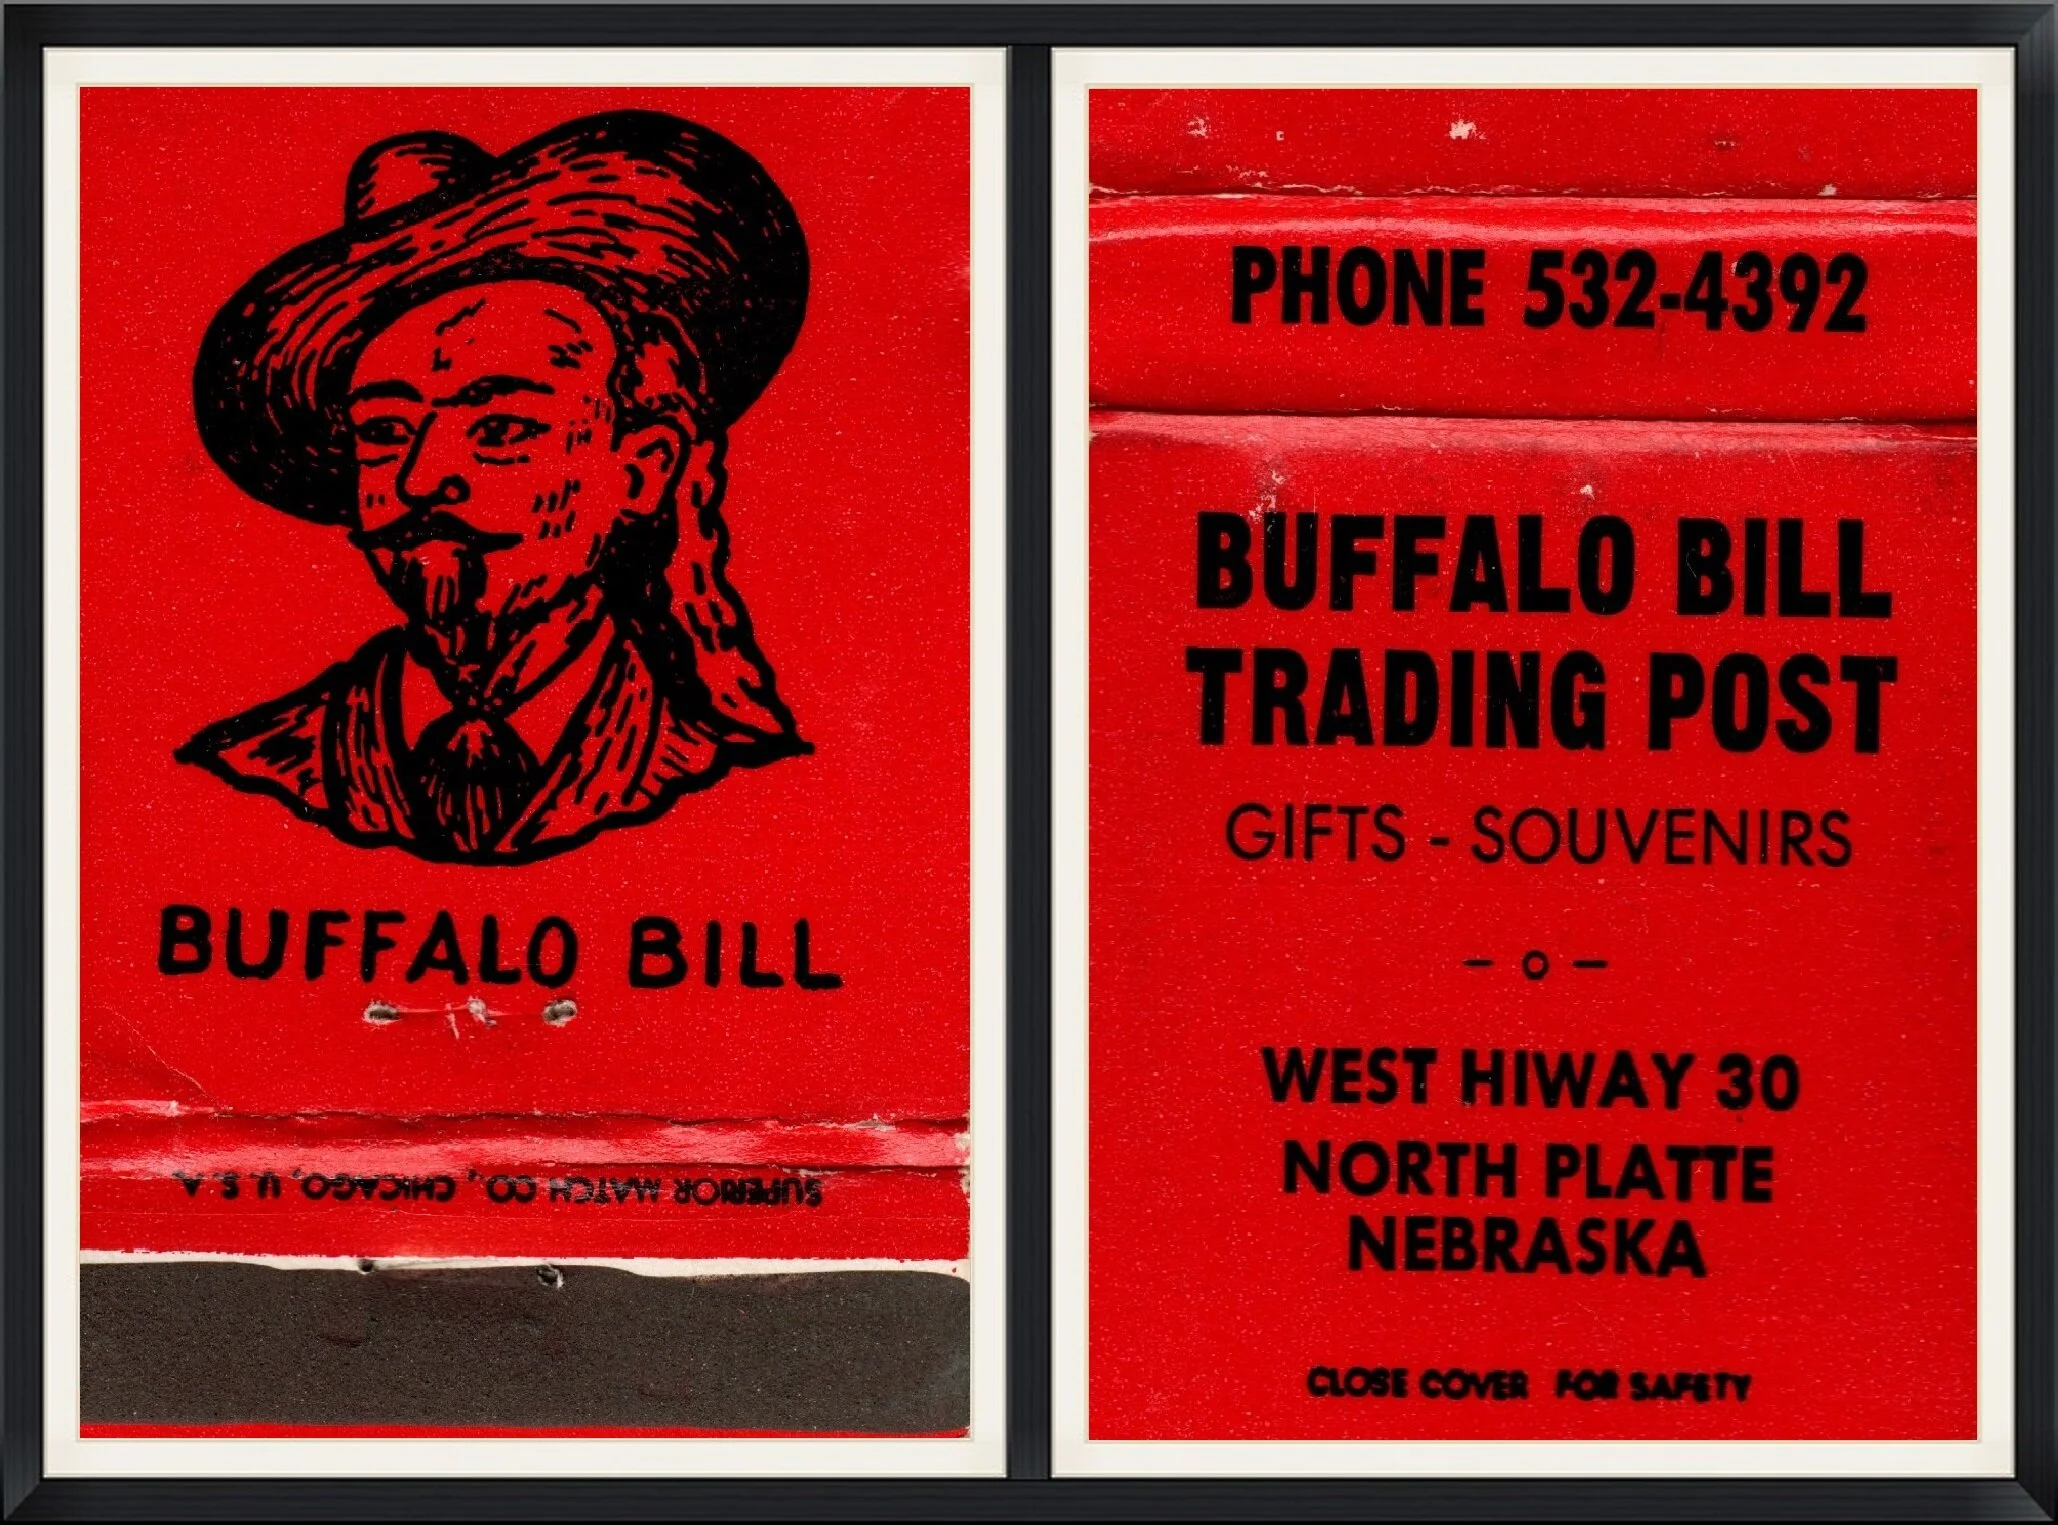 BUFFALO BILL
SUPERIOR MATCH CO., CHICAGO, U.S.A.
PHONE 532-4392
BUFFALO BILL
TRADING POST
GIFTS - SOUVENIRS
- o -
WEST HIWAY 30
NORTH PLATTE
NEBRASKA
CLOSE COVER FOR SAFETY